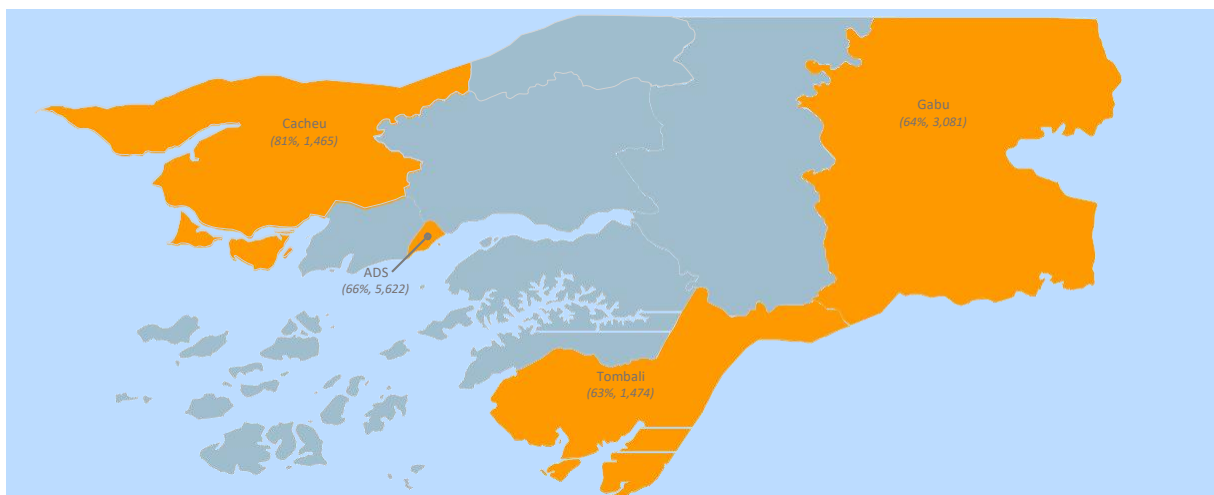 Cacheu
(81%, 1,465)
Gabu
(64%, 3,081)
ADS
(66%, 5,622)
Tombali
(63%, 1,474)